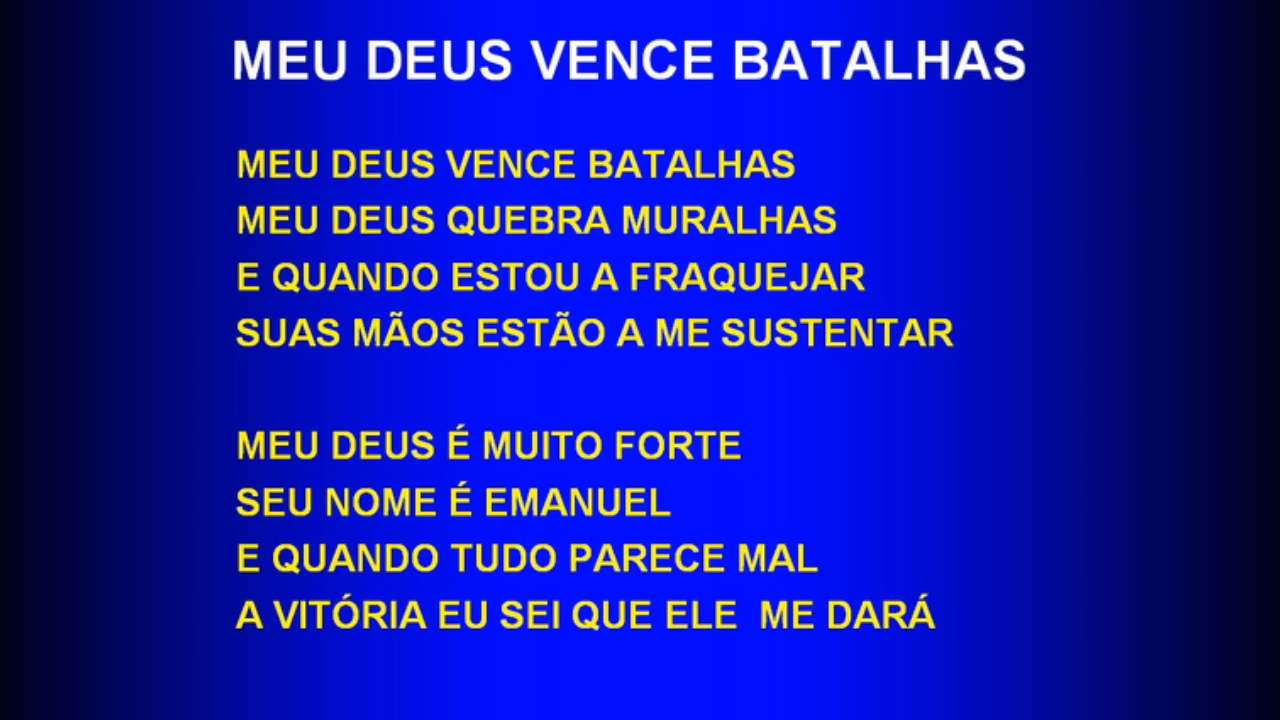 MEU DEUS VENCE BATALHAS
MEU DEUS VENCE BATALHAS
MEU DEUS QUEBRA MURALHAS
E QUANDO ESTOU A FRAQUEJAR
SUAS MÃOS ESTÃO A ME SUSTENTAR
MEU DEUS É MUITO FORTE
SEU NOME É EMANUEL
E QUANDO TUDO PARECE MAL
A VITÓRIA EU SEI QUE ELE  ME DARÁ